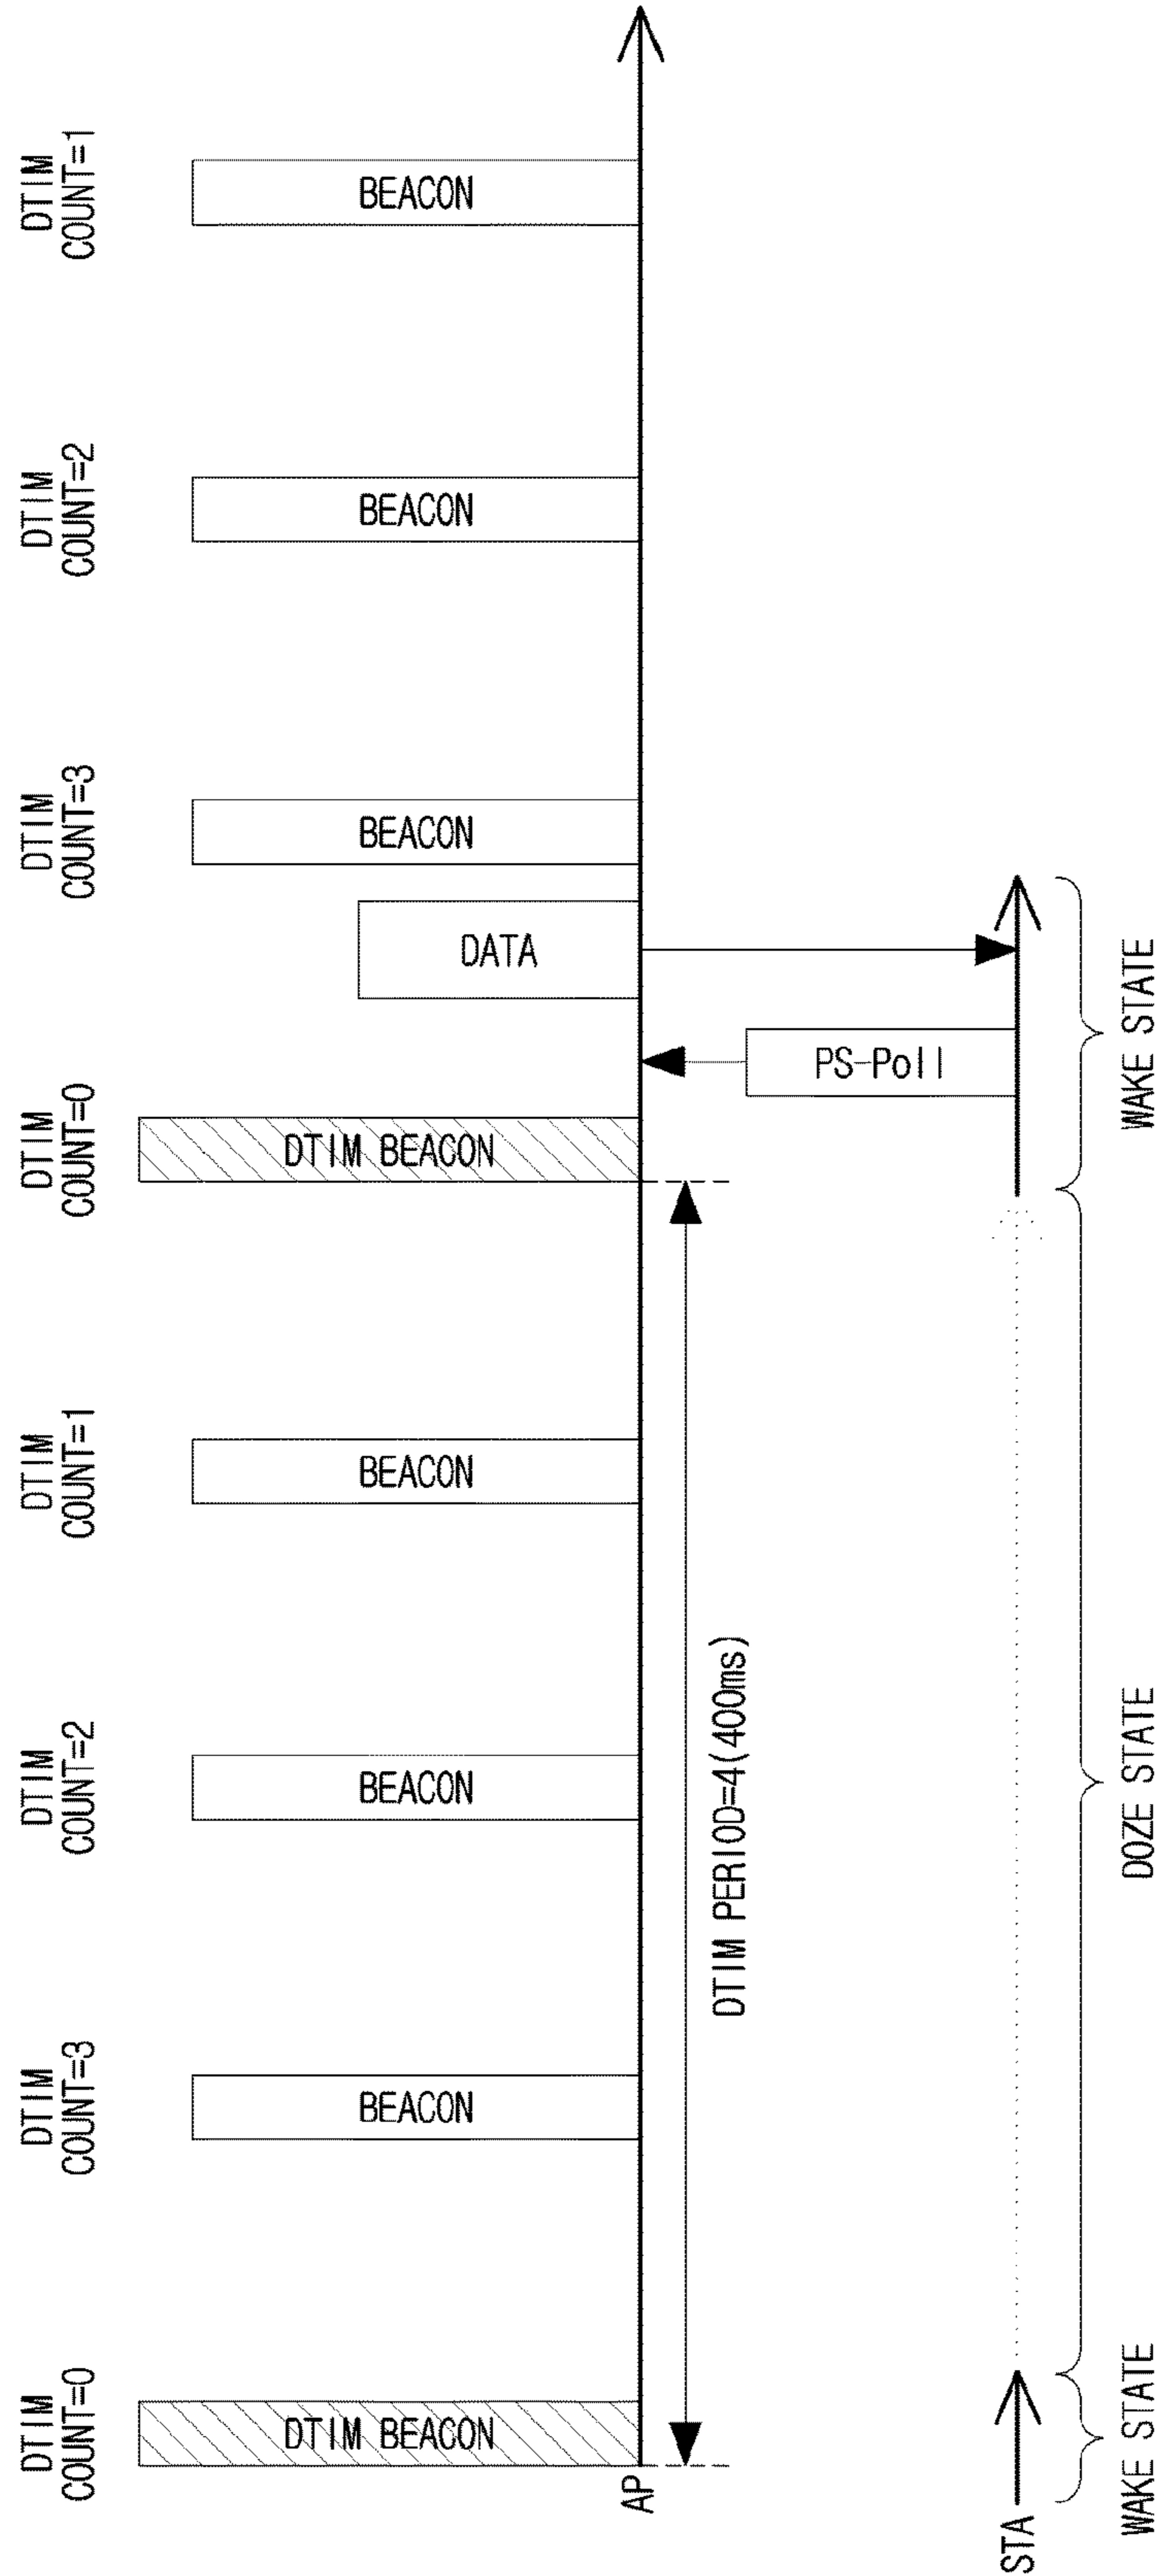 DTIM
COUNT=0
DTIM
COUNT=3
DTIM
COUNT=2
DTIM
COUNT=1
DTIM
COUNT=0
DTIM
COUNT=3
DTIM
COUNT=2
DTIM
COUNT=1
DTIM BEACON
BEACON
BEACON
BEACON
DTIM BEACON
DATA
BEACON
BEACON
BEACON
AP
DTIM PERIOD=4(400ms)
PS-Poll
STA
WAKE STATE
DOZE STATE
WAKE STATE